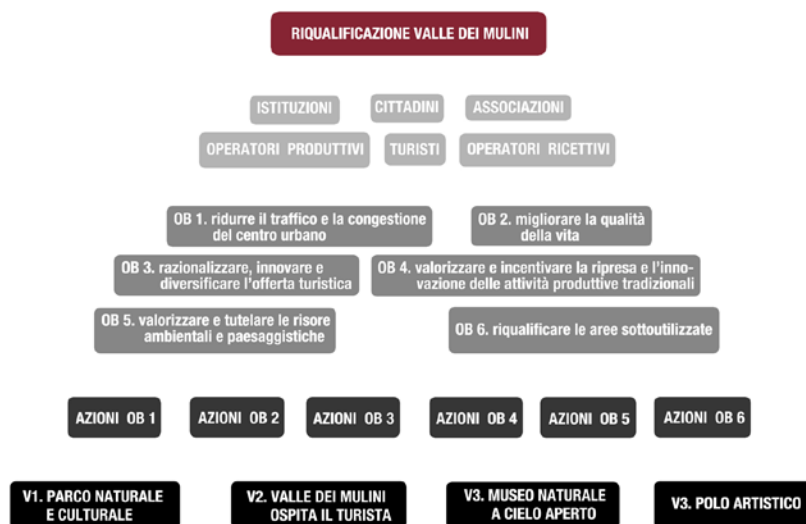 RIQUALIFICAZIONE VALLE DEI MULINI
ISTITUZIONI
CITTADINI
ASSOCIAZIONI
OPERATORI PRODUTTIVI
TURISTI
OPERATORI RICETTIVI
OB 1. ridurre il traffico e la congestione
del centro urbano
OB 2. migliorare la qualità
della vita
OB 3. razionalizzare, innovare e
diversificare l'offerta turistica
OB 4. valorizzare e incentivare la ripresa e l'inno-
vazione delle attività produttive tradizionali
OB 5. valorizzare e tutelare le risore
ambientali e paesaggistiche
OB 6. riqualificare le aree sottoutilizzate
AZIONI OB 1
AZIONI OB 2
AZIONI OB 3
AZIONI OB 4
AZIONI OB 5
AZIONI OB 6
V1. PARCO NATURALE
E CULTURALE
V2. VALLE DEI MULINI
OSPITA IL TURISTA
V3. MUSEO NATURALE
A CIELO APERTO
V3. POLO ARTISTICO